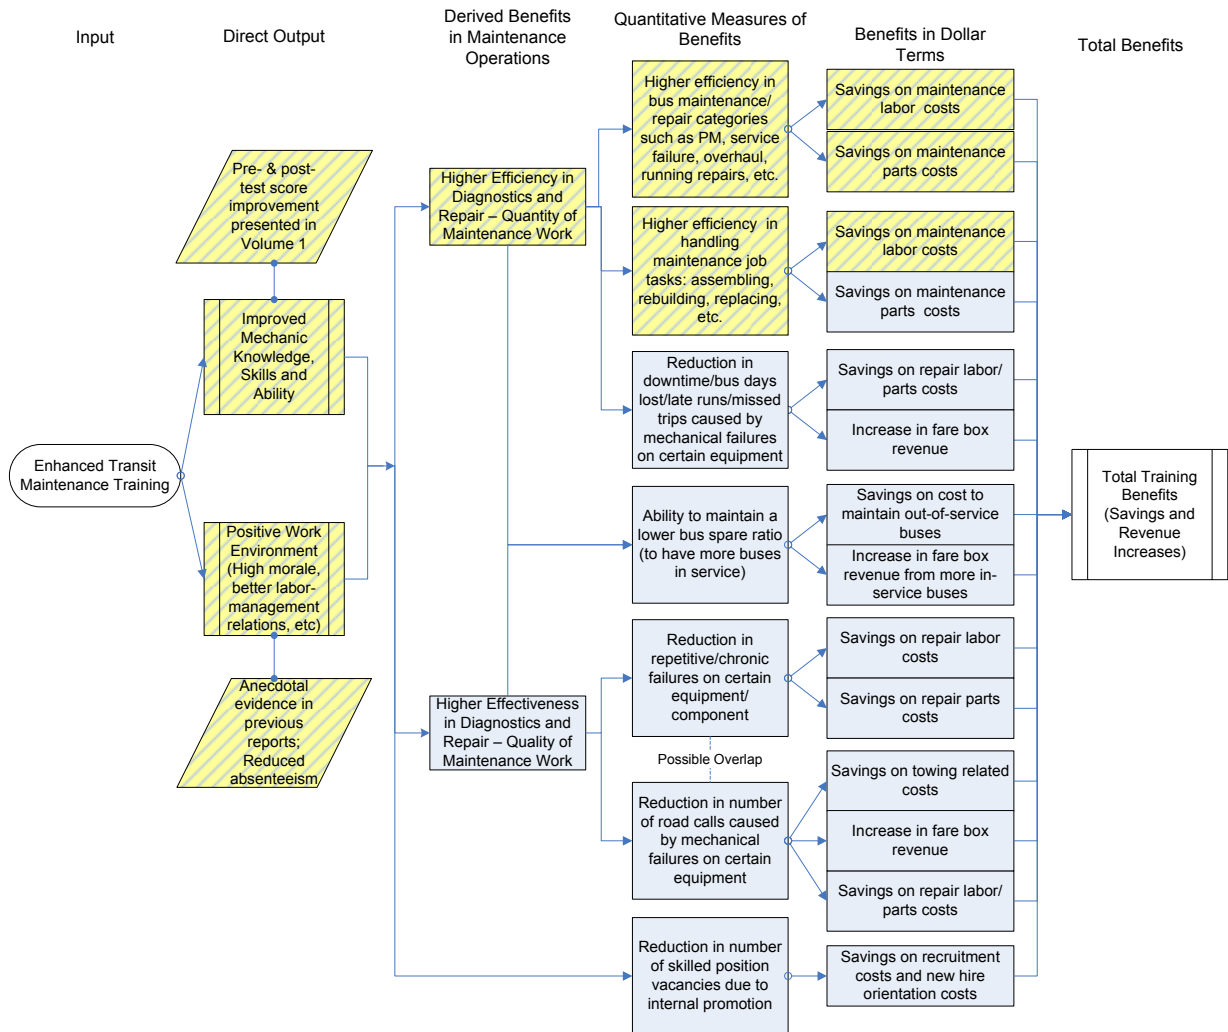 Input
Direct Output
Derived Benefits
in Maintenance
Operations
Quantitative Measures of
Benefits
Benefits in Dollar
Terms
Total Benefits
Enhanced Transit
Maintenance Training
Pre- & post-
test score
improvement
presented in
Volume 1
Improved
Mechanic
Knowledge,
Skills and
Ability
Positive Work
Environment
(High morale,
better labor-
management
relations, etc)
Anecdotal
evidence in
previous
reports;
Reduced
absenteeism
Higher Efficiency in
Diagnostics and
Repair – Quantity of
Maintenance Work
Higher Effectiveness
in Diagnostics and
Repair – Quality of
Maintenance Work
Higher efficiency in
bus maintenance/
repair categories
such as PM, service
failure, overhaul,
running repairs, etc.
Higher efficiency in
handling
maintenance job
tasks: assembling,
rebuilding, replacing,
etc.
Reduction in
downtime/bus days
lost/late runs/missed
trips caused by
mechanical failures
on certain equipment
Ability to maintain a
lower bus spare ratio
(to have more buses
in service)
Reduction in
repetitive/chronic
failures on certain
equipment/
component
Possible Overlap
Reduction in number
of road calls caused
by mechanical
failures on certain
equipment
Reduction in number
of skilled position
vacancies due to
internal promotion
Savings on maintenance
labor costs
Savings on maintenance
parts costs
Savings on maintenance
labor costs
Savings on maintenance
parts costs
Savings on repair labor/
parts costs
Increase in fare box
revenue
Savings on cost to
maintain out-of-service
buses
Increase in fare box
revenue from more in-
service buses
Savings on repair labor
costs
Savings on repair parts
costs
Savings on towing related
costs
Increase in fare box
revenue
Savings on repair labor/
parts costs
Savings on recruitment
costs and new hire
orientation costs
Total Training
Benefits
(Savings and
Revenue
Increases)